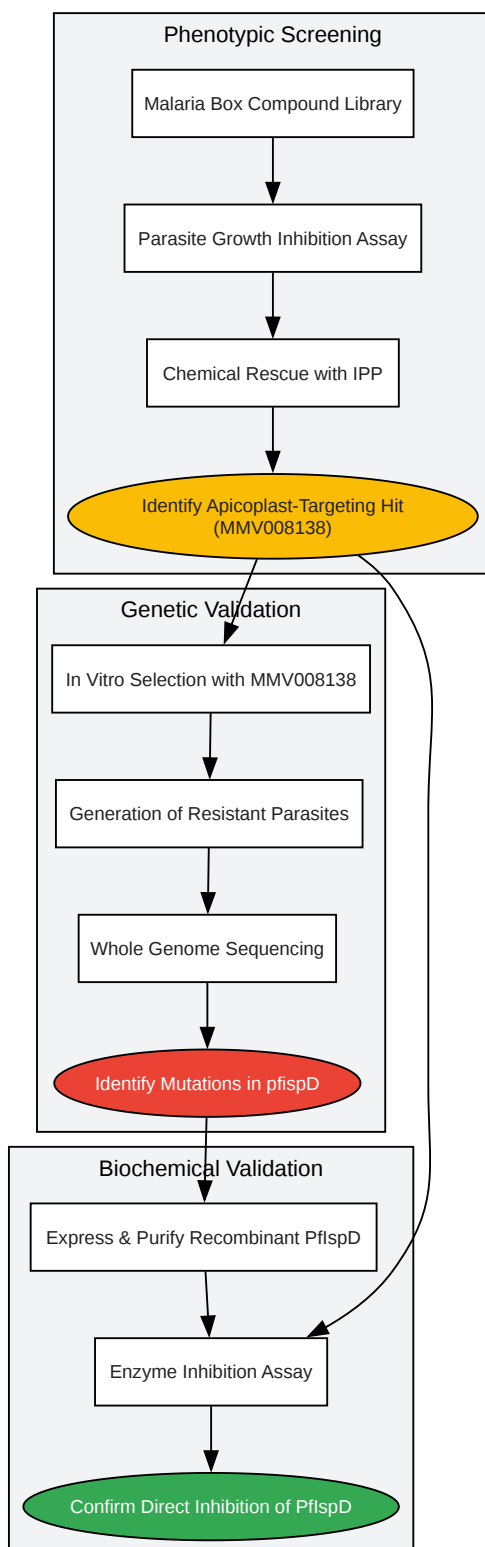 Phenotypic Screening
Malaria Box Compound Library
Parasite Growth Inhibition Assay
Chemical Rescue with IPP
Identify Apicoplast-Targeting Hit
(MMV008138)
Genetic Validation
In Vitro Selection with MMV008138
Generation of Resistant Parasites
Whole Genome Sequencing
Identify Mutations in pfispD
Biochemical Validation
Express & Purify Recombinant PfIspD
Enzyme Inhibition Assay
Confirm Direct Inhibition of PfIspD